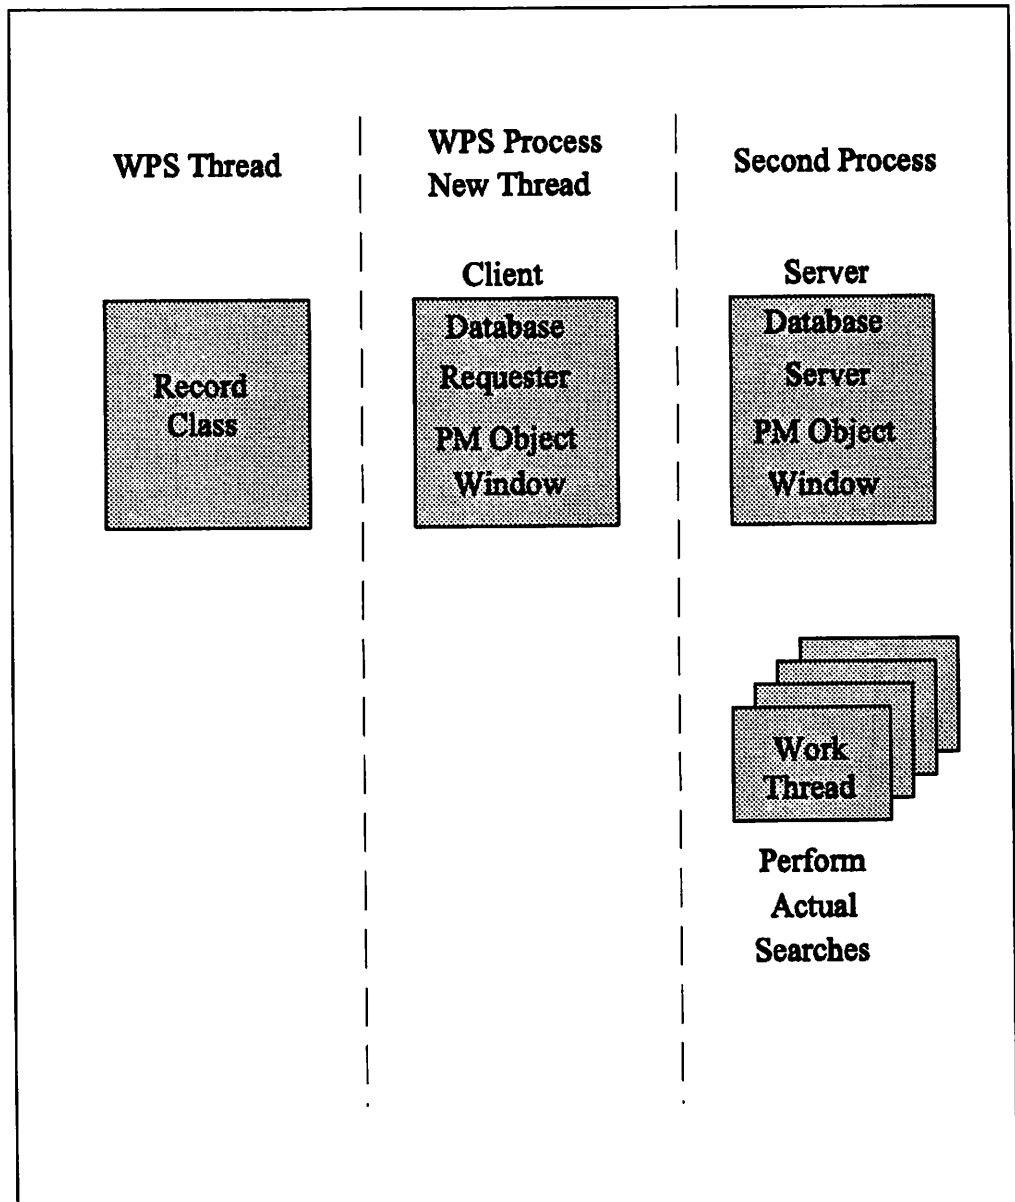 WPS Thread
WPS Process
New Thread
Second Process
Record
Class
Client
Database
Requester
PM Object
Window
Server
Database
Server
PM Object
Window
Work
Thread
Perform
Actual
Searches